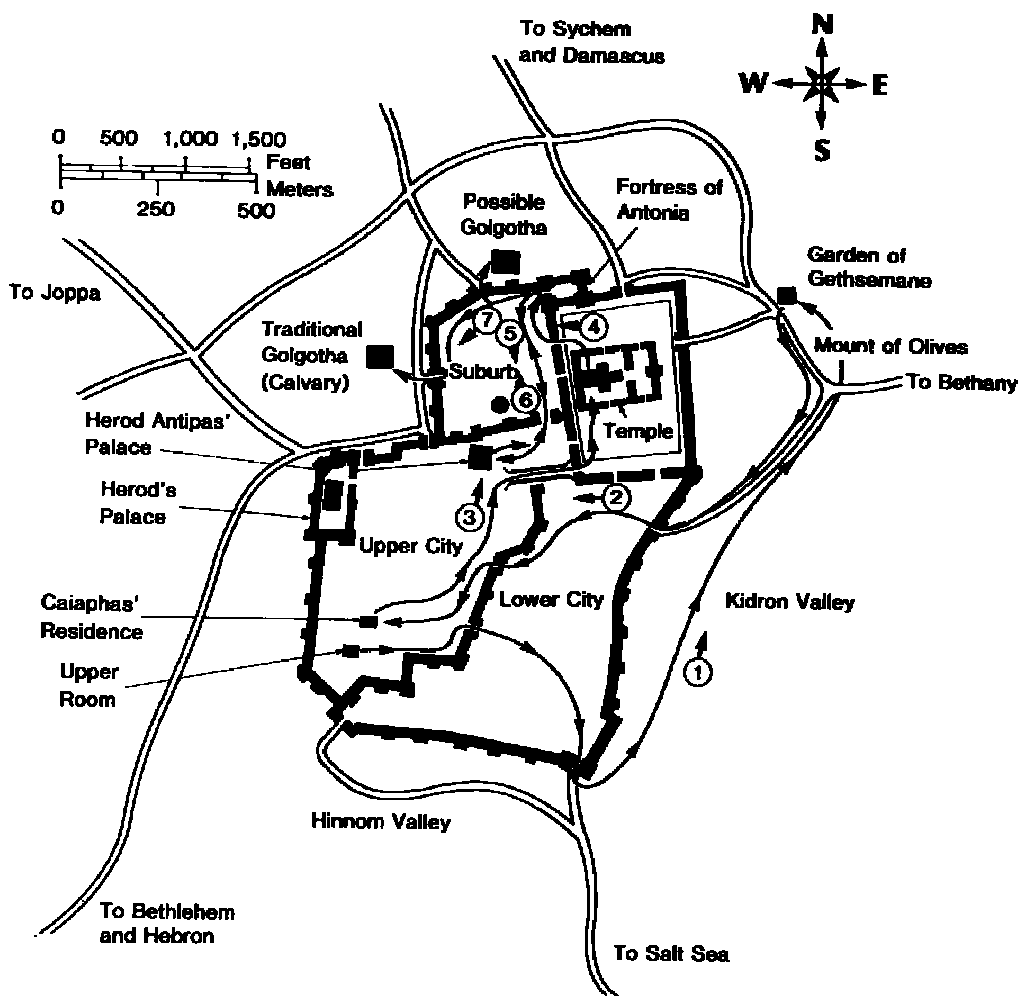 To Sychem
and Damascus
N
W E
S
0 500 1,000 1,500
Feet
Meters
0 250 500
Possible
Golgotha
Fortress of
Antonia
Garden of
Gethsemane
To Joppa
Traditional
Golgotha
(Calvary)
7
5
4
Mount of Olives
To Bethany
Suburb
6
Herod Antipas'
Palace
Temple
Herod's
Palace
2
3
Upper City
Caiaphas'
Residence
Lower City
Kidron Valley
Upper
Room
1
Hinnom Valley
To Bethlehem
and Hebron
To Salt Sea